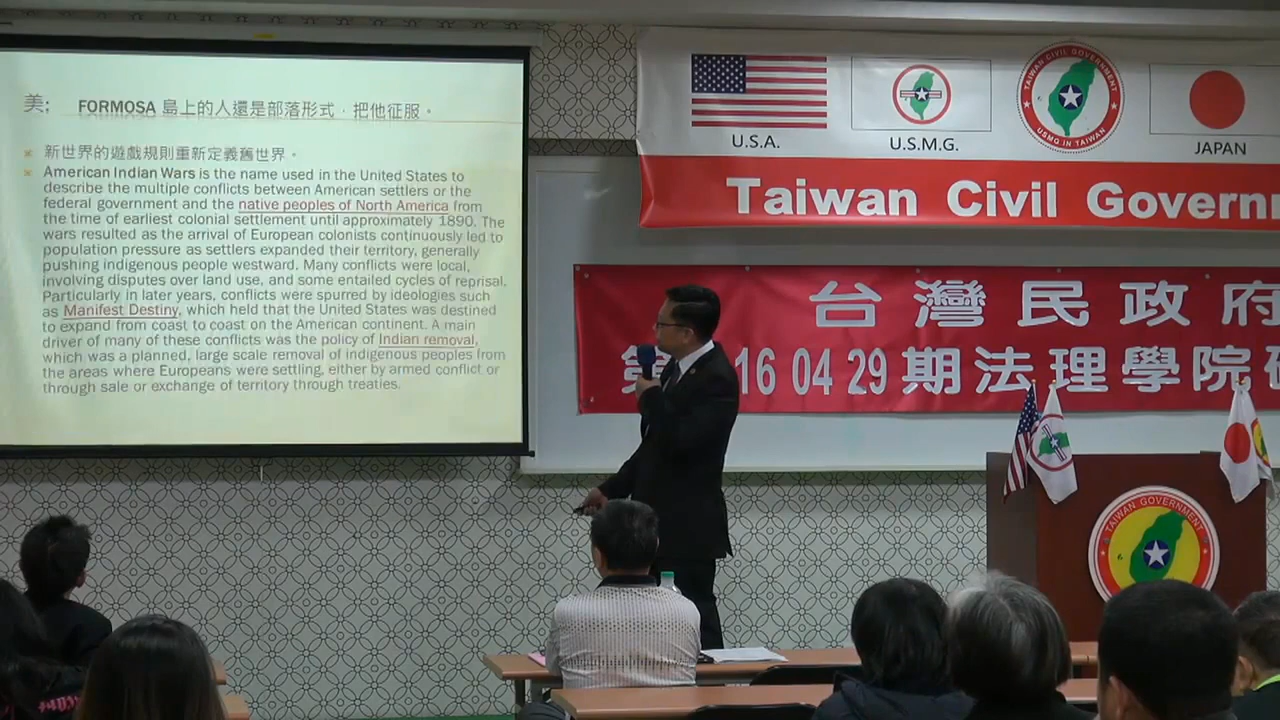 美: FORMOSA 島上的人還是部落形式，把他征服。
新世界的遊戲規則重新定義舊世界。
American Indian Wars is the name used in the United States to
describe the multiple conflicts between American settlers or the
federal government and the native peoples of North America from
the time of earliest colonial settlement until approximately 1890. The
wars resulted as the arrival of European colonists continuously led to
population pressure as settlers expanded their territory, generally
pushing indigenous people westward. Many conflicts were local,
involving disputes over land use, and some entailed cycles of reprisal.
Particularly in later years, conflicts were spurred by ideologies such
as Manifest Destiny, which held that the United States was destined
to expand from coast to coast on the American continent. A main
driver of many of these conflicts was the policy of Indian removal,
which was a planned, large scale removal of indigenous peoples from
the areas where Europeans were settling, either by armed conflict or
through sale or exchange of territory through treaties.
U.S.A.
U.S.M.G.
TAIWAN CIVIL GOVERNMENT
USMG IN TAIWAN
JAPAN
Taiwan Civil Governm
台灣民政府
第 16 04 29 期法理學院研
TAIWAN GOVERNMENT